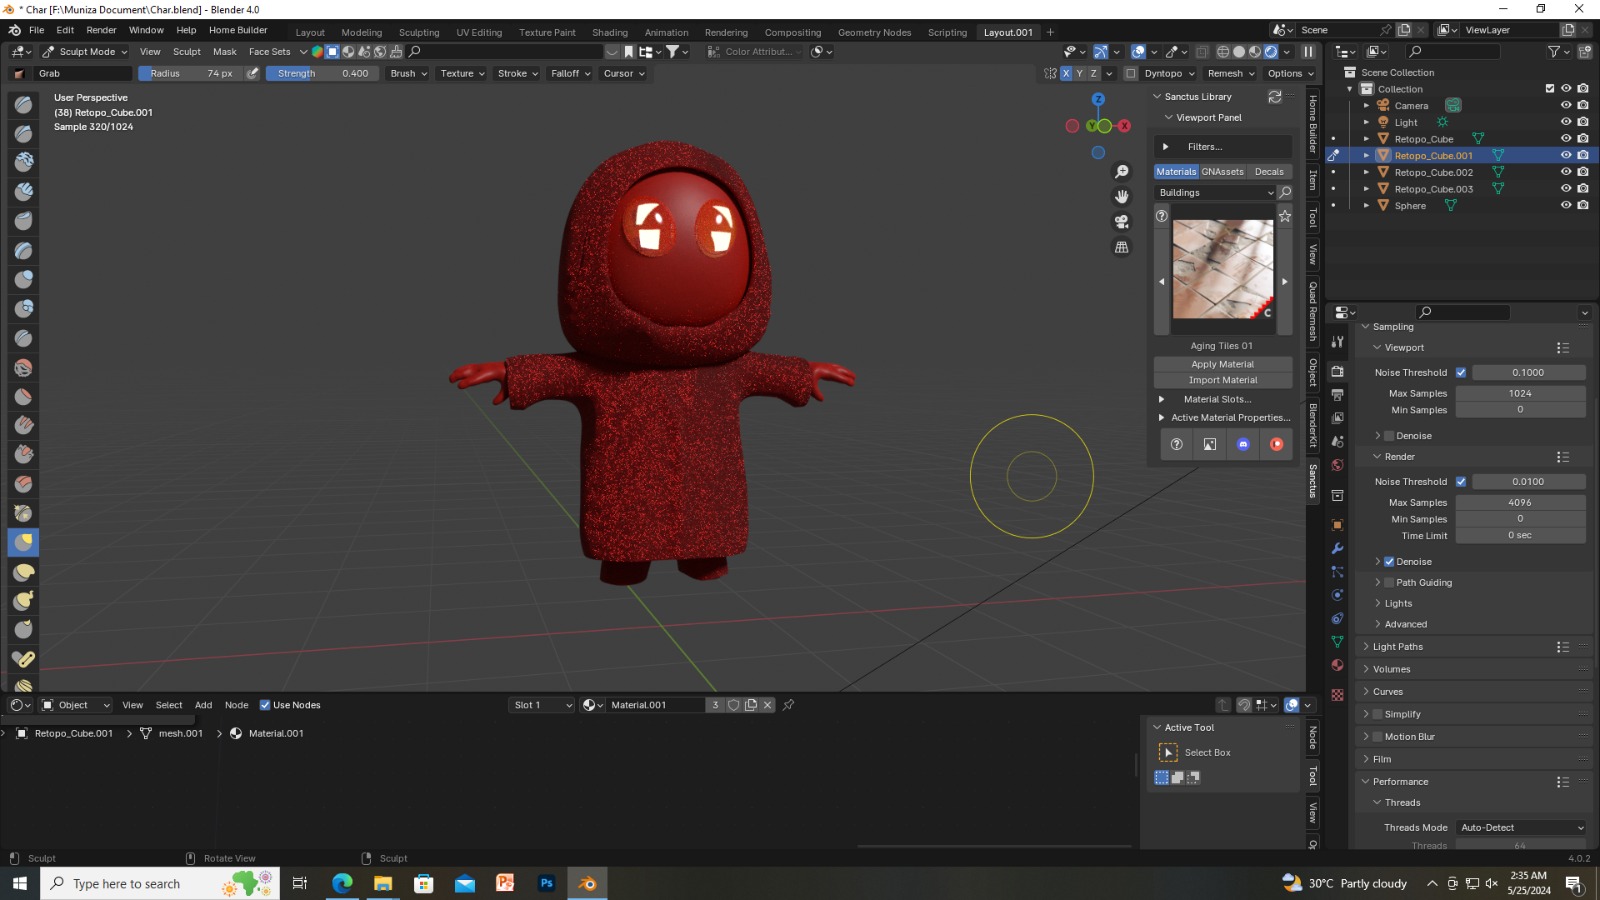 * Char [F:\Muniza Document\Char.blend] - Blender 4.0
File Edit Render Window Help Home Builder
Layout Modeling Sculpting UV Editing Texture Paint Shading Animation Rendering Compositing Geometry Nodes Scripting Layout.001 +
Scene
ViewLayer
Sculpt Mode View Sculpt Mask Face Sets
Color Attribut...
Grab
Radius 74 px
Strength 0.400
Brush Texture Stroke Falloff Cursor
X Y Z
Dyntopo Remesh Options
User Perspective
(38) Retopo_Cube.001
Sample 320/1024
Z
Y
X
Sanctus Library
Viewport Panel
Filters...
Materials GNAssets Decals
Buildings
C
Aging Tiles 01
Apply Material
Import Material
Material Slots...
Active Material Properties...
Home Builder
Item
Tool
View
Quad Remesh
Object
BlenderKit
Sanctus
Scene Collection
Collection
Camera
Light
Retopo_Cube
Retopo_Cube.001
Retopo_Cube.002
Retopo_Cube.003
Sphere
Sampling
Viewport
Noise Threshold 0.1000
Max Samples 1024
Min Samples 0
Denoise
Render
Noise Threshold 0.0100
Max Samples 4096
Min Samples 0
Time Limit 0 sec
Denoise
Path Guiding
Lights
Advanced
Light Paths
Volumes
Curves
Simplify
Motion Blur
Film
Performance
Threads
Threads Mode Auto-Detect
Threads 64
Object View Select Add Node Use Nodes
Slot 1
Material.001 3
Retopo_Cube.001 > mesh.001 > Material.001
Active Tool
Select Box
Node
Tool
View
Sculpt
Rotate View
Sculpt
4.0.2
Type here to search
Ps
30°C Partly cloudy
2:35 AM
5/25/2024
1